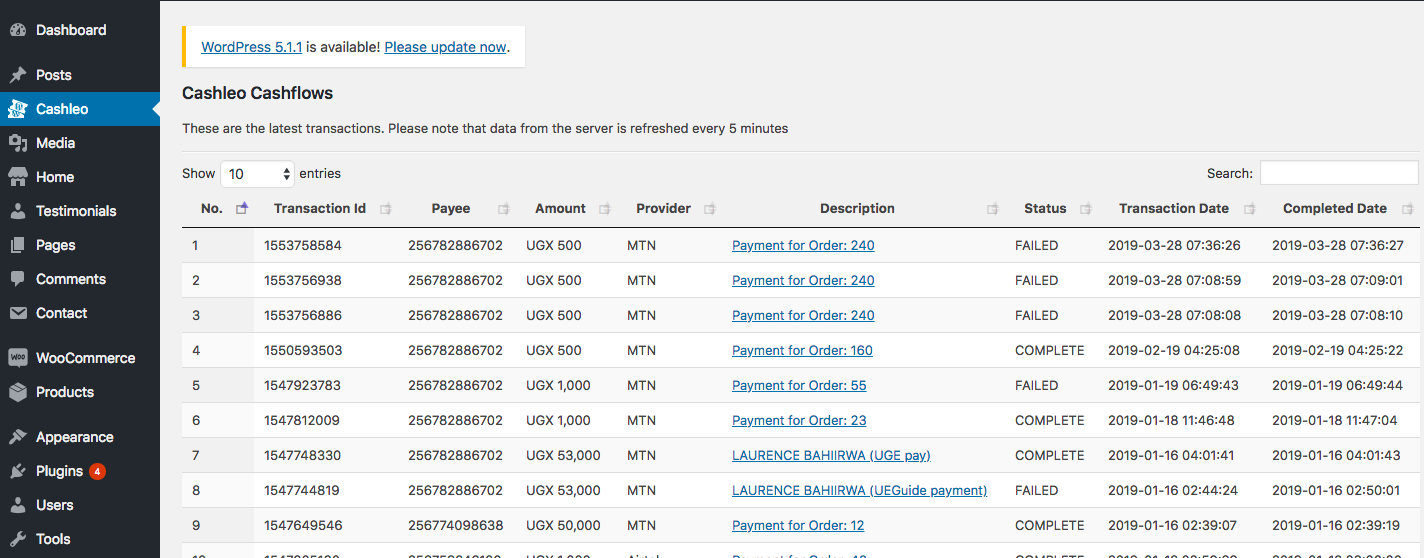 Dashboard
Posts
Cashleo
Media
Home
Testimonials
Pages
Comments
Contact
WOO WooCommerce
Products
Appearance
Plugins 4
Users
Tools
WordPress 5.1.1 is available! Please update now.
Cashleo Cashflows
These are the latest transactions. Please note that data from the server is refreshed every 5 minutes
Show 10 entries Search:
No. Transaction Id Payee Amount Provider Description Status Transaction Date Completed Date
1 1553758584 256782886702 UGX 500 MTN Payment for Order: 240 FAILED 2019-03-28 07:36:26 2019-03-28 07:36:27
2 1553756938 256782886702 UGX 500 MTN Payment for Order: 240 FAILED 2019-03-28 07:08:59 2019-03-28 07:09:01
3 1553756886 256782886702 UGX 500 MTN Payment for Order: 240 FAILED 2019-03-28 07:08:08 2019-03-28 07:08:10
4 1550593503 256782886702 UGX 500 MTN Payment for Order: 160 COMPLETE 2019-02-19 04:25:08 2019-02-19 04:25:22
5 1547923783 256782886702 UGX 1,000 MTN Payment for Order: 55 FAILED 2019-01-19 06:49:43 2019-01-19 06:49:44
6 1547812009 256782886702 UGX 1,000 MTN Payment for Order: 23 COMPLETE 2019-01-18 11:46:48 2019-01-18 11:47:04
7 1547748330 256782886702 UGX 53,000 MTN LAURENCE BAHIIRWA (UGE pay) COMPLETE 2019-01-16 04:01:41 2019-01-16 04:01:43
8 1547744819 256782886702 UGX 53,000 MTN LAURENCE BAHIIRWA (UEGuide payment) FAILED 2019-01-16 02:44:24 2019-01-16 02:50:01
9 1547649546 256774098638 UGX 50,000 MTN Payment for Order: 12 COMPLETE 2019-01-16 02:39:07 2019-01-16 02:39:19